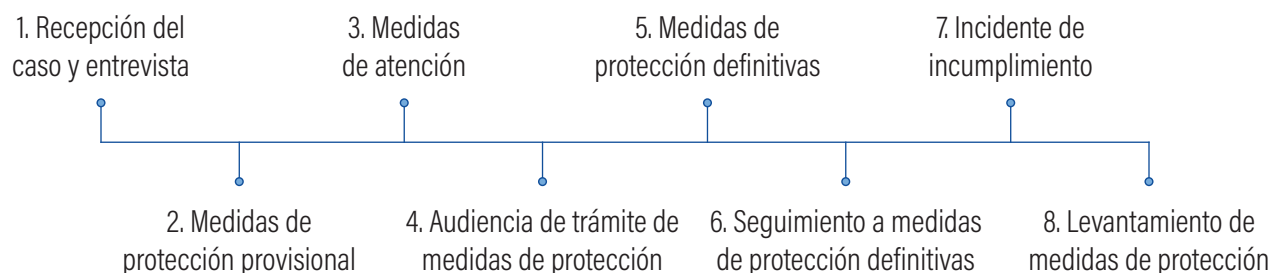 1. Recepción del
caso y entrevista
2. Medidas de
protección provisional
3. Medidas
de atención
4. Audiencia de trámite de
medidas de protección
5. Medidas de
protección definitivas
6. Seguimiento a medidas
de protección definitivas
7. Incidente de
incumplimiento
8. Levantamiento de
medidas de protección